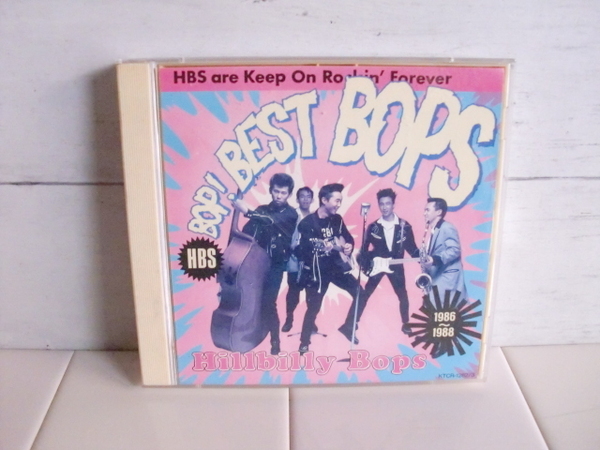 HBS are Keep On Rockin' Forever
BOP! BEST BOPS
HBS
1986
~
1988
Hillbilly Bops